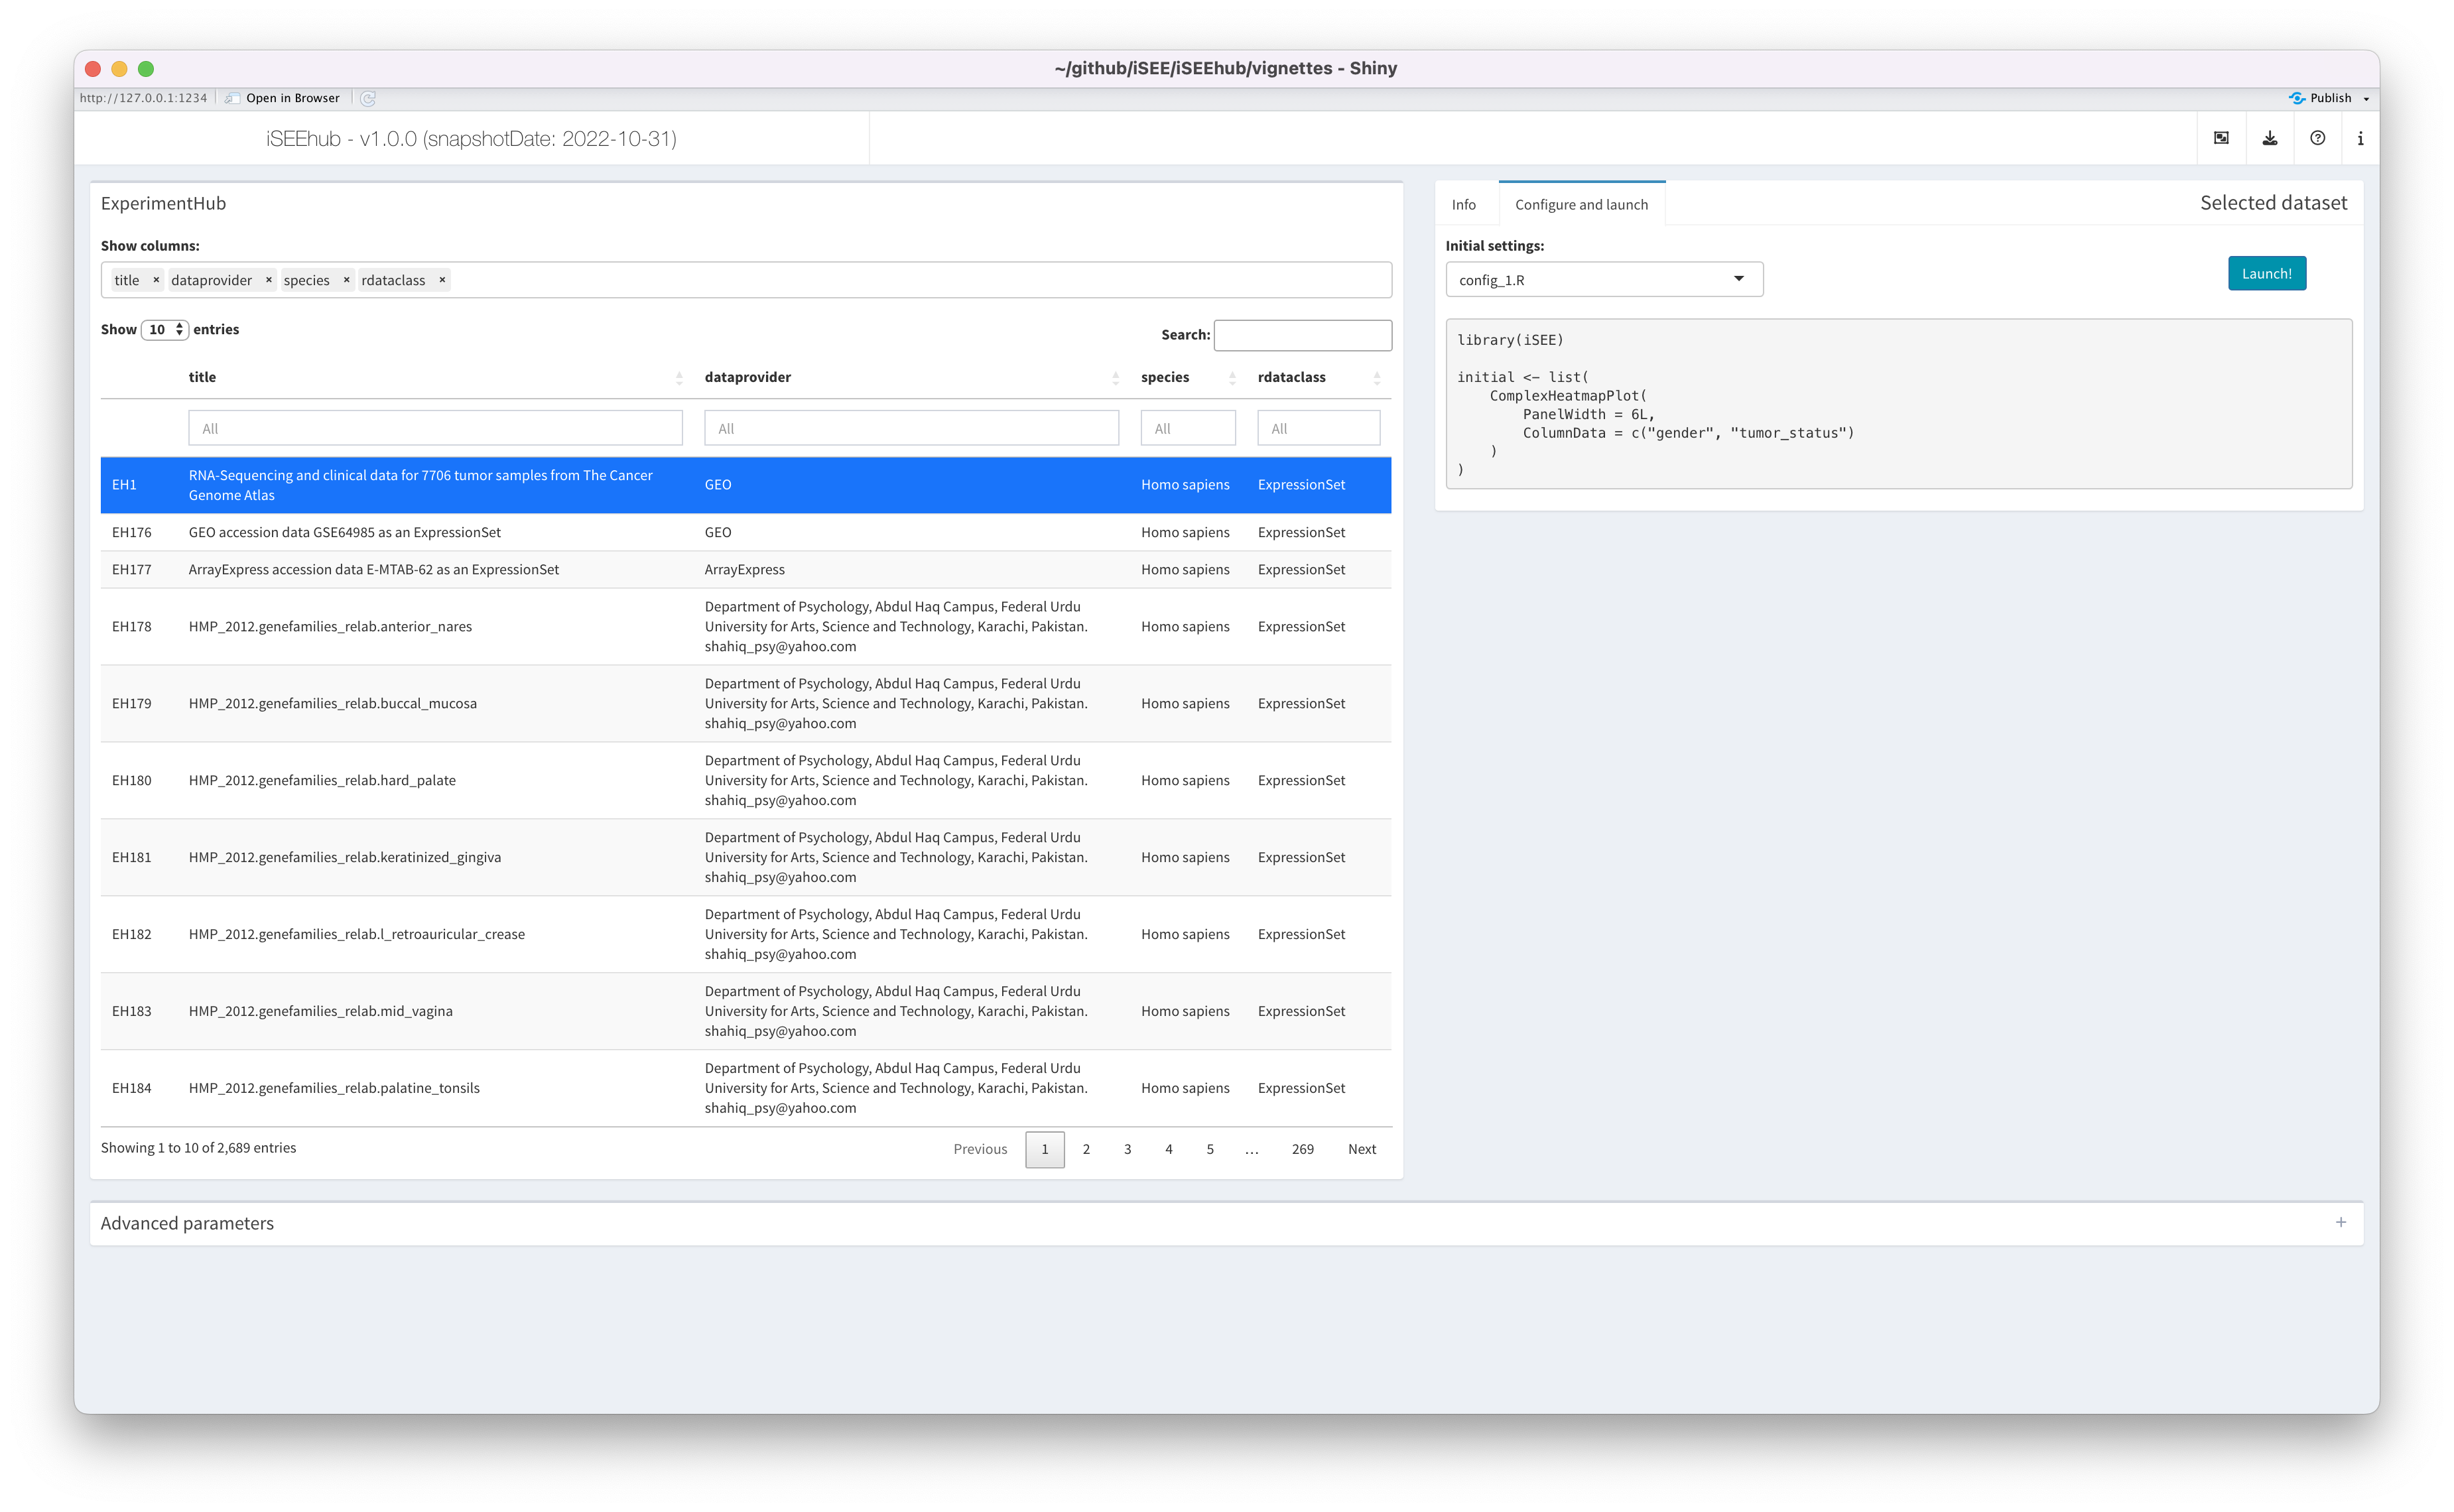 ~/github/iSEE/iSEEhub/vignettes - Shiny
http://127.0.0.1:1234 Open in Browser Publish
iSEEhub - v1.0.0 (snapshotDate: 2022-10-31)
ExperimentHub
Show columns:
title × dataprovider × species × rdataclass ×
Show 10 entries
Search:
title dataprovider species rdataclass
All All All All
EH1 RNA-Sequencing and clinical data for 7706 tumor samples from The Cancer
Genome Atlas GEO Homo sapiens ExpressionSet
EH176 GEO accession data GSE64985 as an ExpressionSet GEO Homo sapiens ExpressionSet
EH177 ArrayExpress accession data E-MTAB-62 as an ExpressionSet ArrayExpress Homo sapiens ExpressionSet
Department of Psychology, Abdul Haq Campus, Federal Urdu
EH178 HMP_2012.genefamilies_relab.anterior_nares University for Arts, Science and Technology, Karachi, Pakistan. Homo sapiens ExpressionSet
shahiq_psy@yahoo.com
Department of Psychology, Abdul Haq Campus, Federal Urdu
EH179 HMP_2012.genefamilies_relab.buccal_mucosa University for Arts, Science and Technology, Karachi, Pakistan. Homo sapiens ExpressionSet
shahiq_psy@yahoo.com
Department of Psychology, Abdul Haq Campus, Federal Urdu
EH180 HMP_2012.genefamilies_relab.hard_palate University for Arts, Science and Technology, Karachi, Pakistan. Homo sapiens ExpressionSet
shahiq_psy@yahoo.com
Department of Psychology, Abdul Haq Campus, Federal Urdu
EH181 HMP_2012.genefamilies_relab.keratinized_gingiva University for Arts, Science and Technology, Karachi, Pakistan. Homo sapiens ExpressionSet
shahiq_psy@yahoo.com
Department of Psychology, Abdul Haq Campus, Federal Urdu
EH182 HMP_2012.genefamilies_relab.l_retroauricular_crease University for Arts, Science and Technology, Karachi, Pakistan. Homo sapiens ExpressionSet
shahiq_psy@yahoo.com
Department of Psychology, Abdul Haq Campus, Federal Urdu
EH183 HMP_2012.genefamilies_relab.mid_vagina University for Arts, Science and Technology, Karachi, Pakistan. Homo sapiens ExpressionSet
shahiq_psy@yahoo.com
Department of Psychology, Abdul Haq Campus, Federal Urdu
EH184 HMP_2012.genefamilies_relab.palatine_tonsils University for Arts, Science and Technology, Karachi, Pakistan. Homo sapiens ExpressionSet
shahiq_psy@yahoo.com
Showing 1 to 10 of 2,689 entries
Previous 1 2 3 4 5 … 269 Next
Info Configure and launch Selected dataset
Initial settings:
config_1.R
Launch!
library(iSEE)
initial <- list(
    ComplexHeatmapPlot(
        PanelWidth = 6L,
        ColumnData = c("gender", "tumor_status")
    )
)
Advanced parameters +